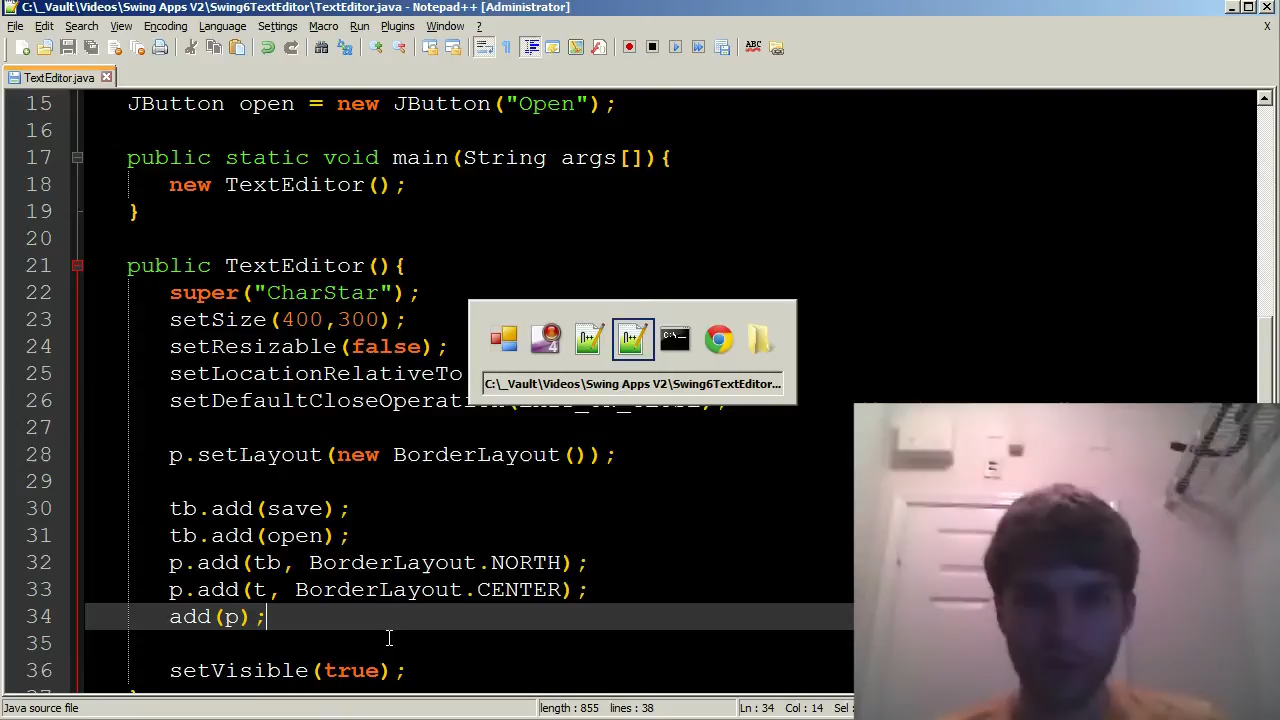 C:\_Vault\Videos\Swing Apps V2\Swing6TextEditor\TextEditor.java - Notepad++ [Administrator]
File Edit Search View Encoding Language Settings Macro Run Plugins Window ? X
ABC
TextEditor.java
15 JButton open = new JButton("Open");
16
17 public static void main(String args[]){
18 new TextEditor();
19 }
20
21 public TextEditor(){
22 super("CharStar");
23 setSize(400,300);
24 setResizable(false);
25 setLocationRelativeTo
26 setDefaultCloseOperation(EXIT_ON_CLOSE);
27
28 p.setLayout(new BorderLayout());
29
30 tb.add(save);
31 tb.add(open);
32 p.add(tb, BorderLayout.NORTH);
33 p.add(t, BorderLayout.CENTER);
34 add(p);
35
36 setVisible(true);
37 }
C:\_Vault\Videos\Swing Apps V2\Swing6TextEditor...
Java source file length : 855 lines : 38 Ln : 34 Col : 14 Sel :